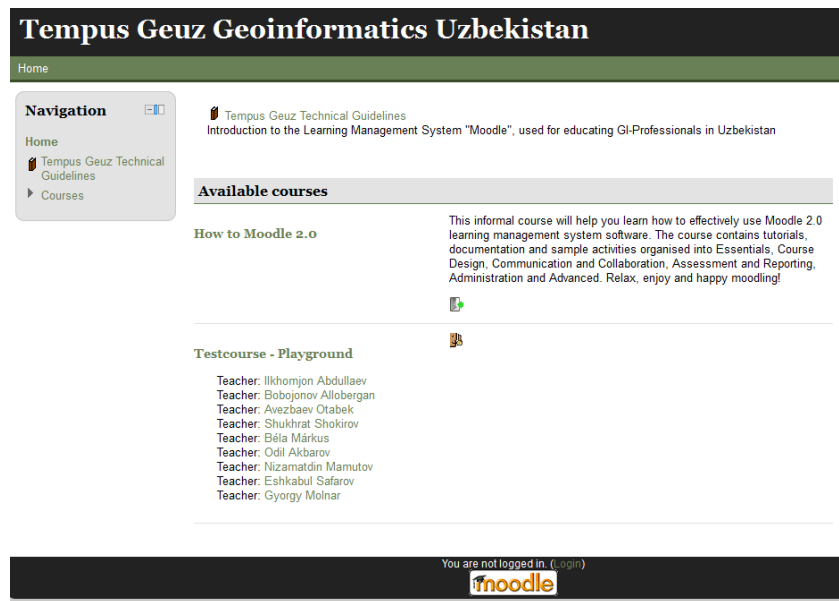 Tempus Geuz Geoinformatics Uzbekistan
Home
Navigation
Home
Tempus Geuz Technical
Guidelines
Courses
Tempus Geuz Technical Guidelines
Introduction to the Learning Management System "Moodle", used for educating GI-Professionals in Uzbekistan
Available courses
How to Moodle 2.0
This informal course will help you learn how to effectively use Moodle 2.0
learning management system software. The course contains tutorials,
documentation and sample activities organised into Essentials, Course
Design, Communication and Collaboration, Assessment and Reporting,
Administration and Advanced. Relax, enjoy and happy moodling!
Testcourse - Playground
Teacher: Ilkhomjon Abdullaev
Teacher: Bobojonov Allobergan
Teacher: Avezbaev Otabek
Teacher: Shukhrat Shokirov
Teacher: Béla Márkus
Teacher: Odil Akbarov
Teacher: Nizamatdin Mamutov
Teacher: Eshkabul Safarov
Teacher: Gyorgy Molnar
You are not logged in. (Login)
moodle